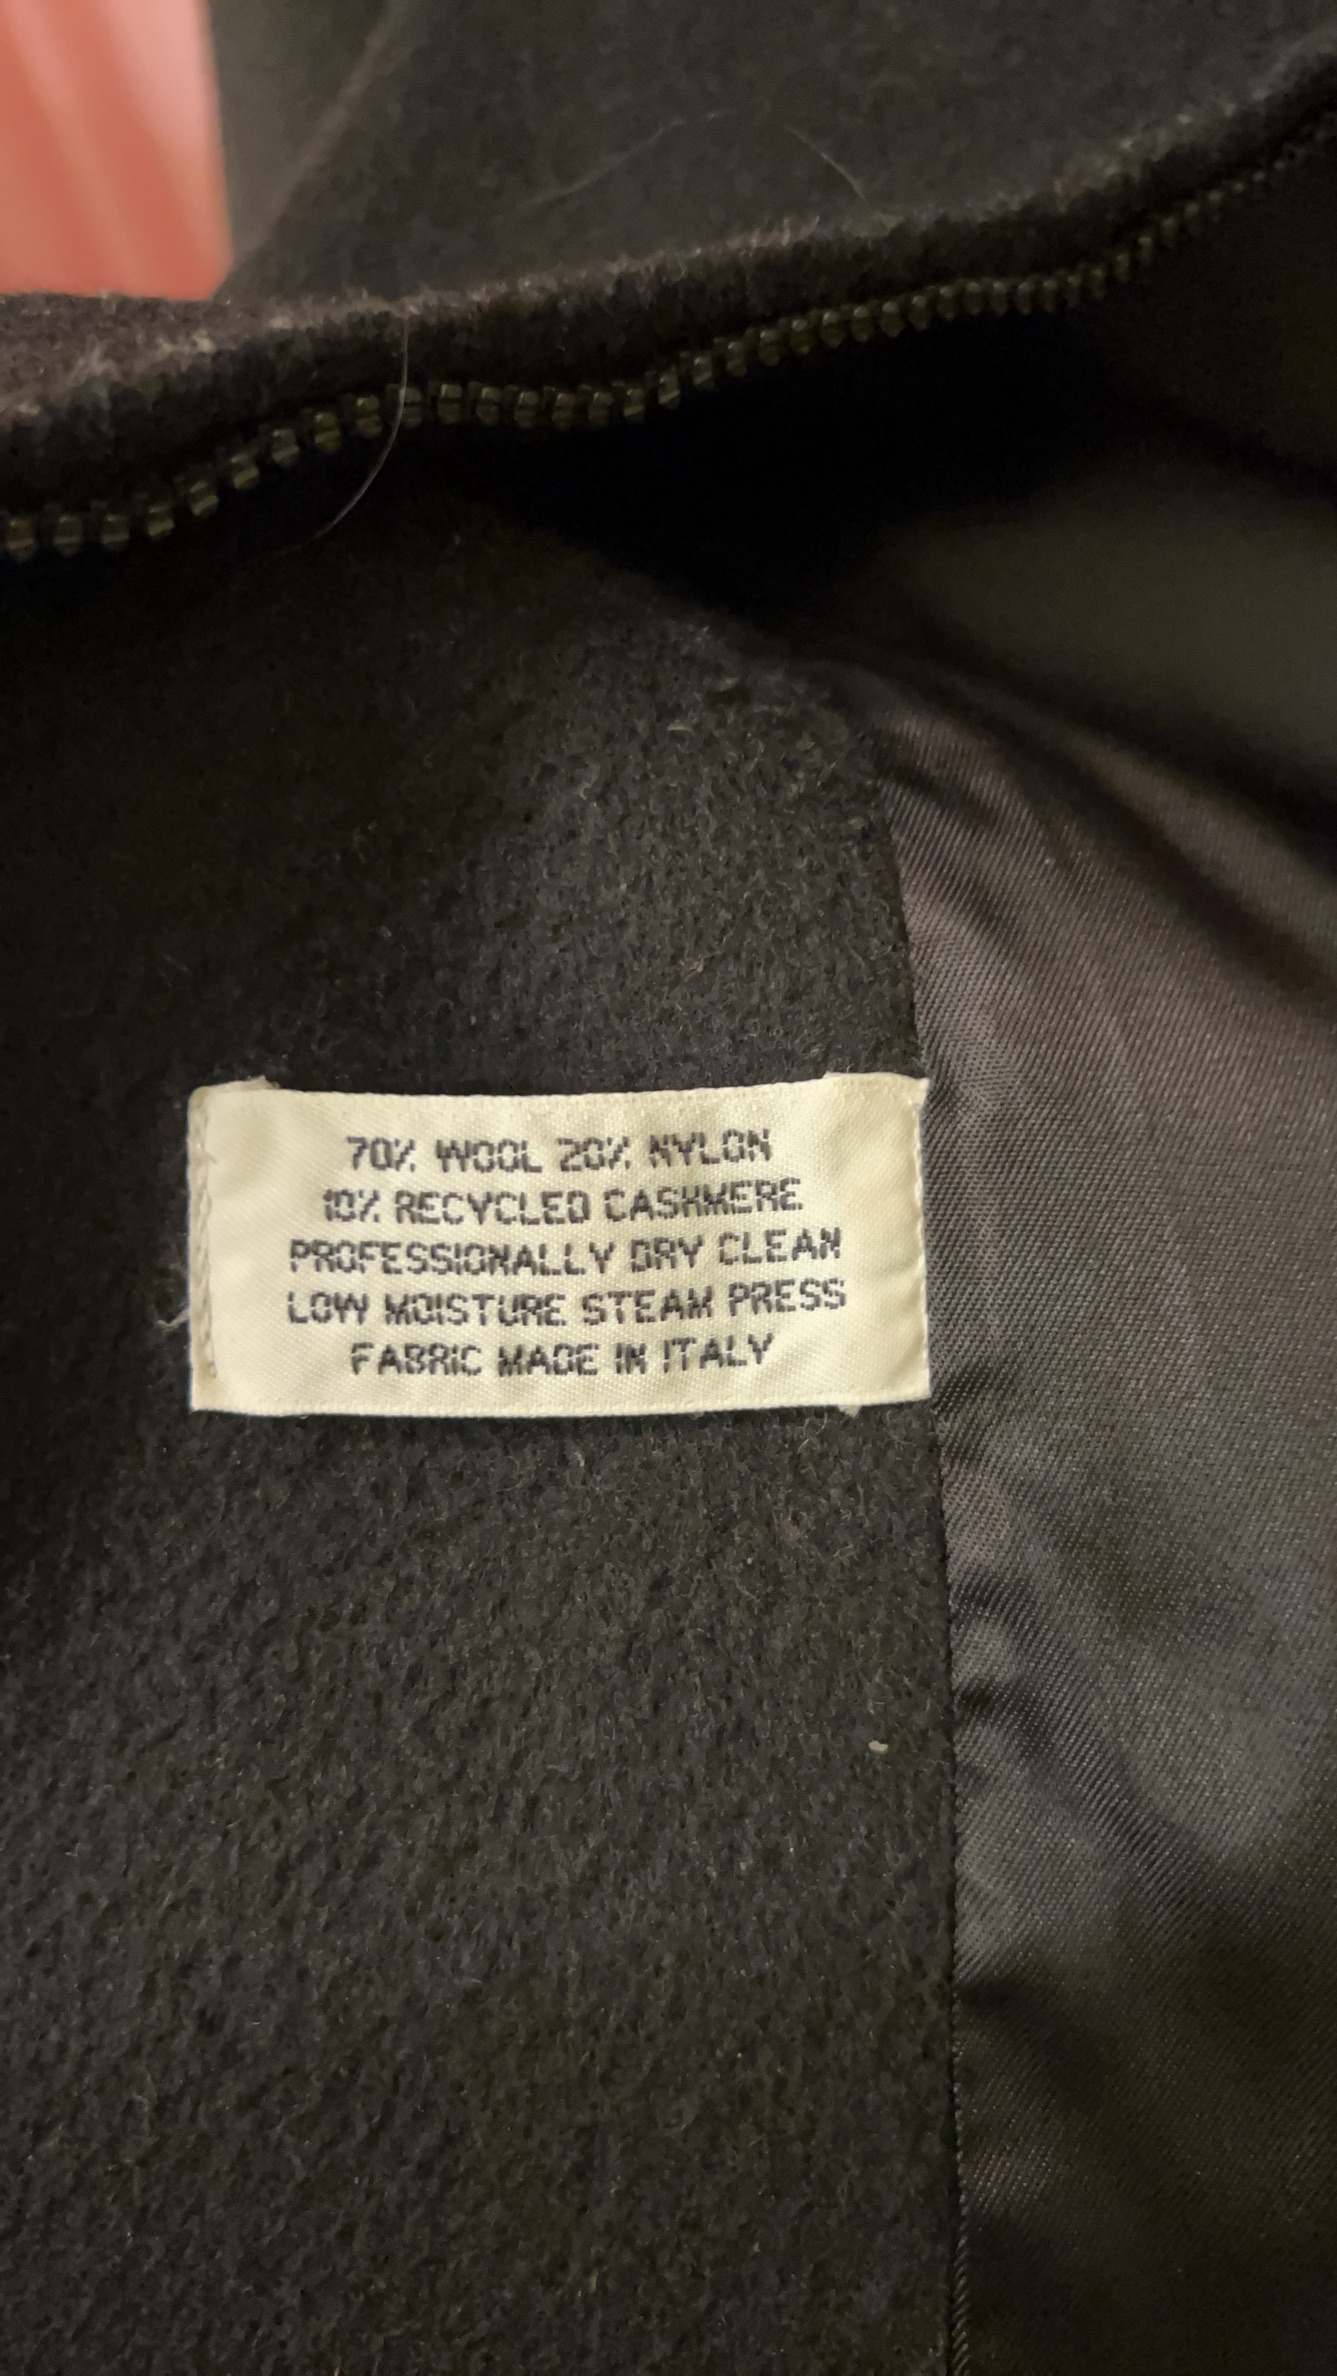 70% WOOL 20% NYLON
10% RECYCLED CASHMERE
PROFESSIONALLY DRY CLEAN
LOW MOISTURE STEAM PRESS
FABRIC MADE IN ITALY